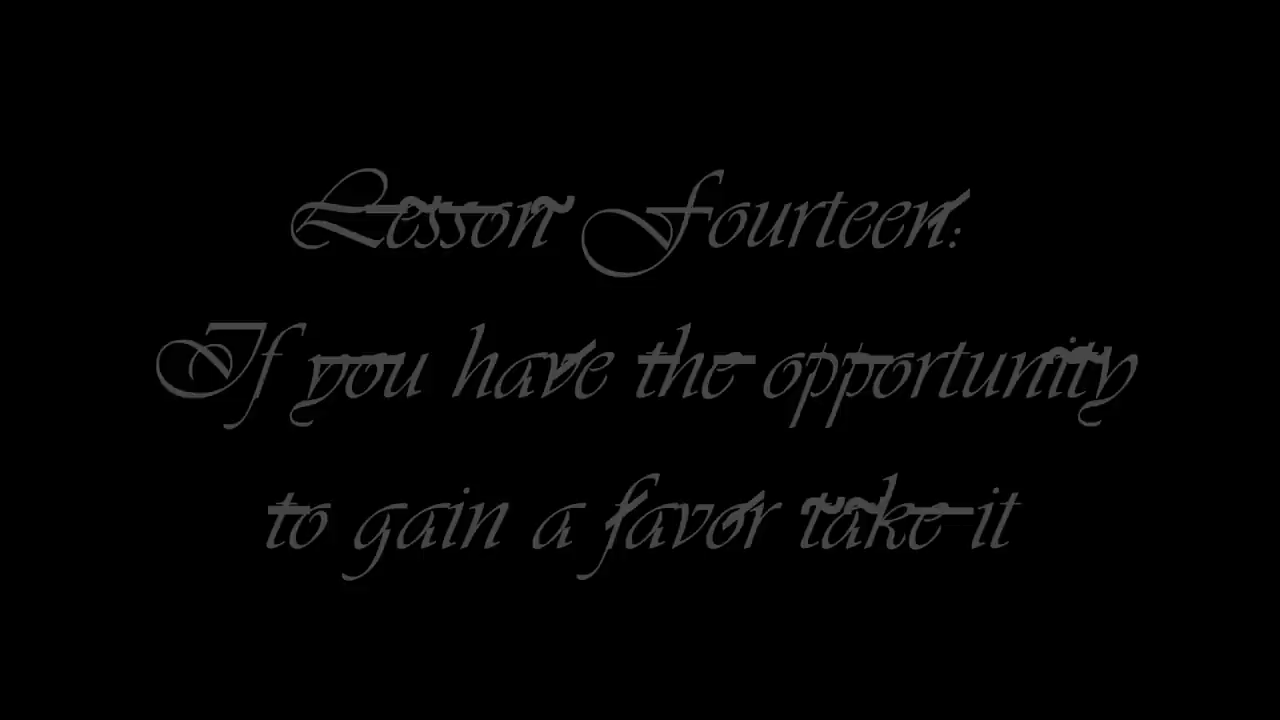 Lesson Fourteen:
If you have the opportunity
to gain a favor take it